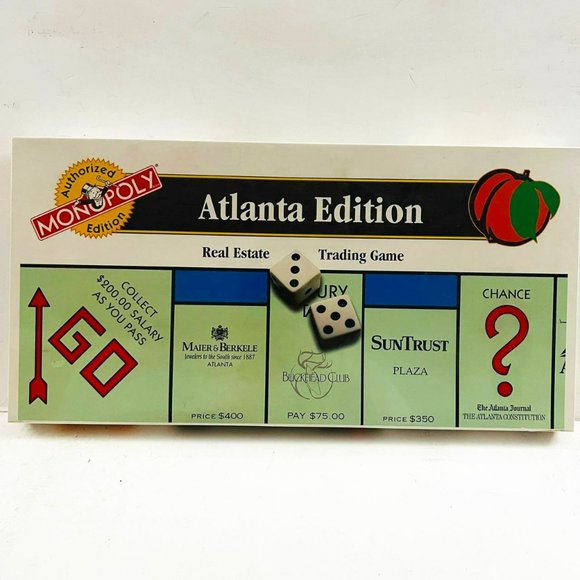 Authorized
MONOPOLY
Edition
Atlanta Edition
Real Estate Trading Game
COLLECT
$200.00 SALARY
AS YOU PASS
GO
MAIER & BERKELE
Jewelers to the South since 1887
ATLANTA
PRICE $400
BUCKHEAD CLUB
PAY $75.00
SUNTRUST
PLAZA
PRICE $350
CHANCE
?
The Atlanta Journal
THE ATLANTA CONSTITUTION